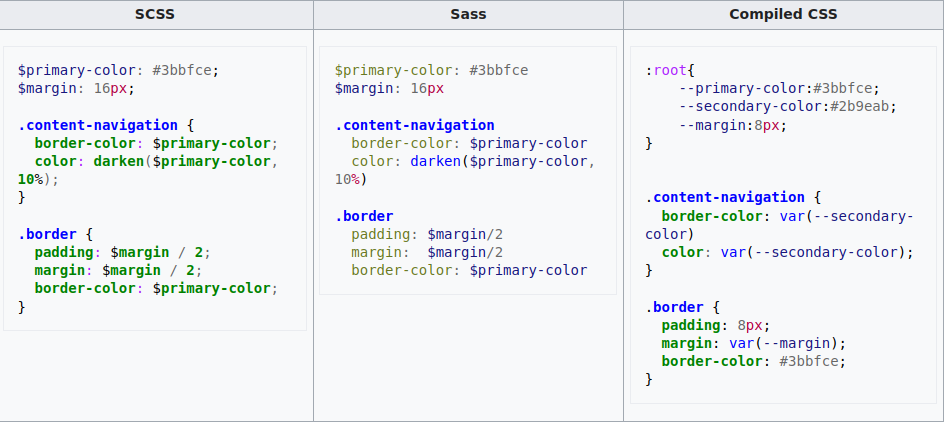 SCSS
$primary-color: #3bbfce;
$margin: 16px;
.content-navigation {
  border-color: $primary-color;
  color: darken($primary-color,
10%);
}
.border {
  padding: $margin / 2;
  margin: $margin / 2;
  border-color: $primary-color;
}
Sass
$primary-color: #3bbfce
$margin: 16px
.content-navigation
  border-color: $primary-color
  color: darken($primary-color,
10%)
.border
  padding: $margin/2
  margin:  $margin/2
  border-color: $primary-color
Compiled CSS
:root{
    --primary-color:#3bbfce;
    --secondary-color:#2b9eab;
    --margin:8px;
}
.content-navigation {
  border-color: var(--secondary-
color)
  color: var(--secondary-color);
}
.border {
  padding: 8px;
  margin: var(--margin);
  border-color: #3bbfce;
}